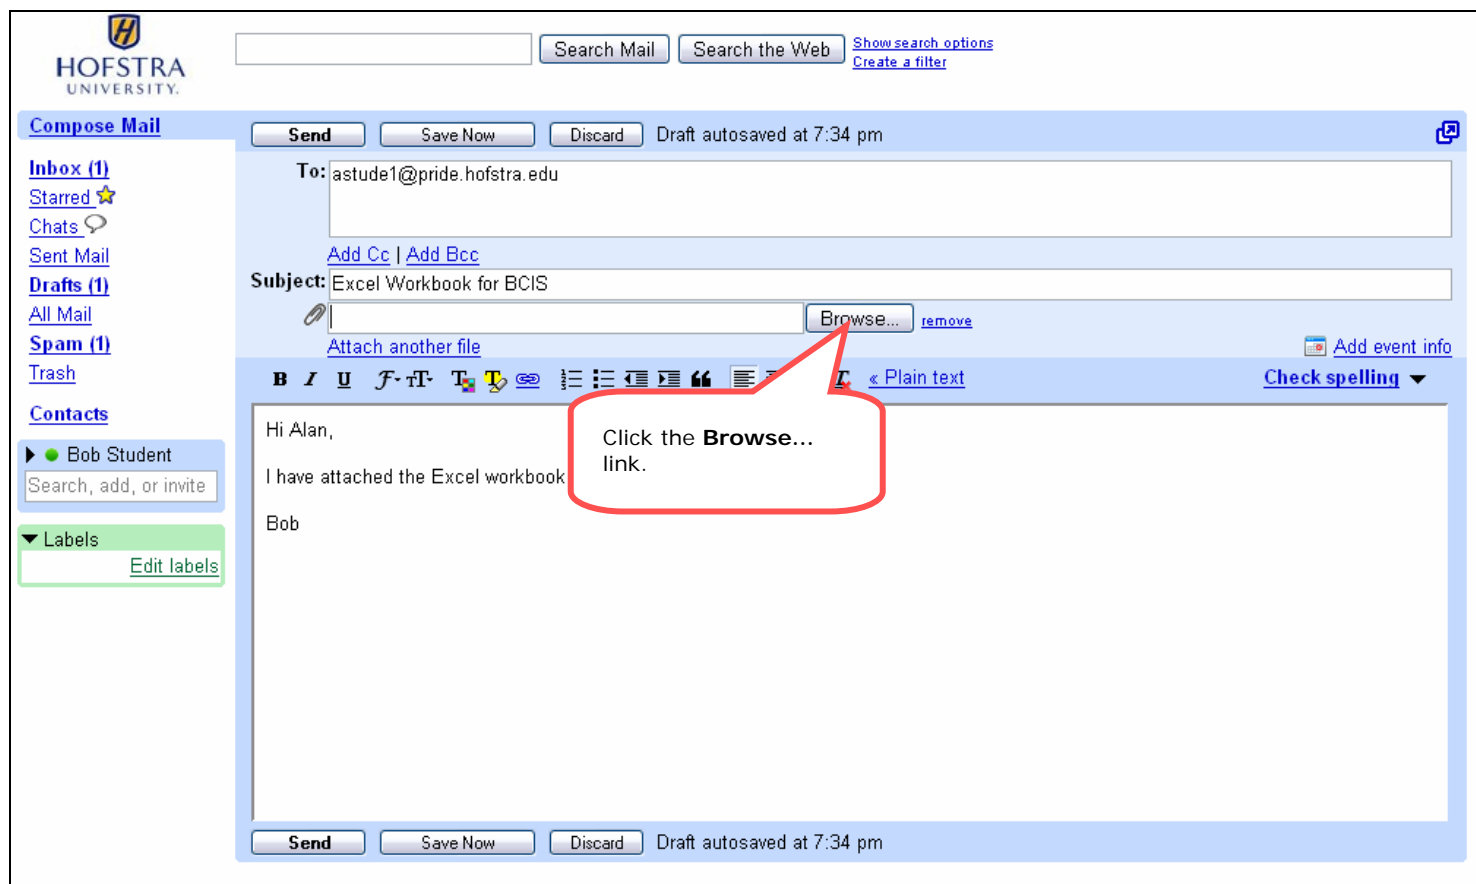 HOFSTRA
UNIVERSITY.
Search Mail Search the Web Show search options
Create a filter
Compose Mail
Inbox (1)
Starred
Chats
Sent Mail
Drafts (1)
All Mail
Spam (1)
Trash
Contacts
Bob Student
Search, add, or invite
Labels
Edit labels
Send Save Now Discard Draft autosaved at 7:34 pm
To: astude1@pride.hofstra.edu
Add Cc | Add Bcc
Subject: Excel Workbook for BCIS
Browse... remove
Attach another file Add event info
« Plain text Check spelling
Hi Alan,
I have attached the Excel workbook
Bob
Click the Browse...
link.
Send Save Now Discard Draft autosaved at 7:34 pm